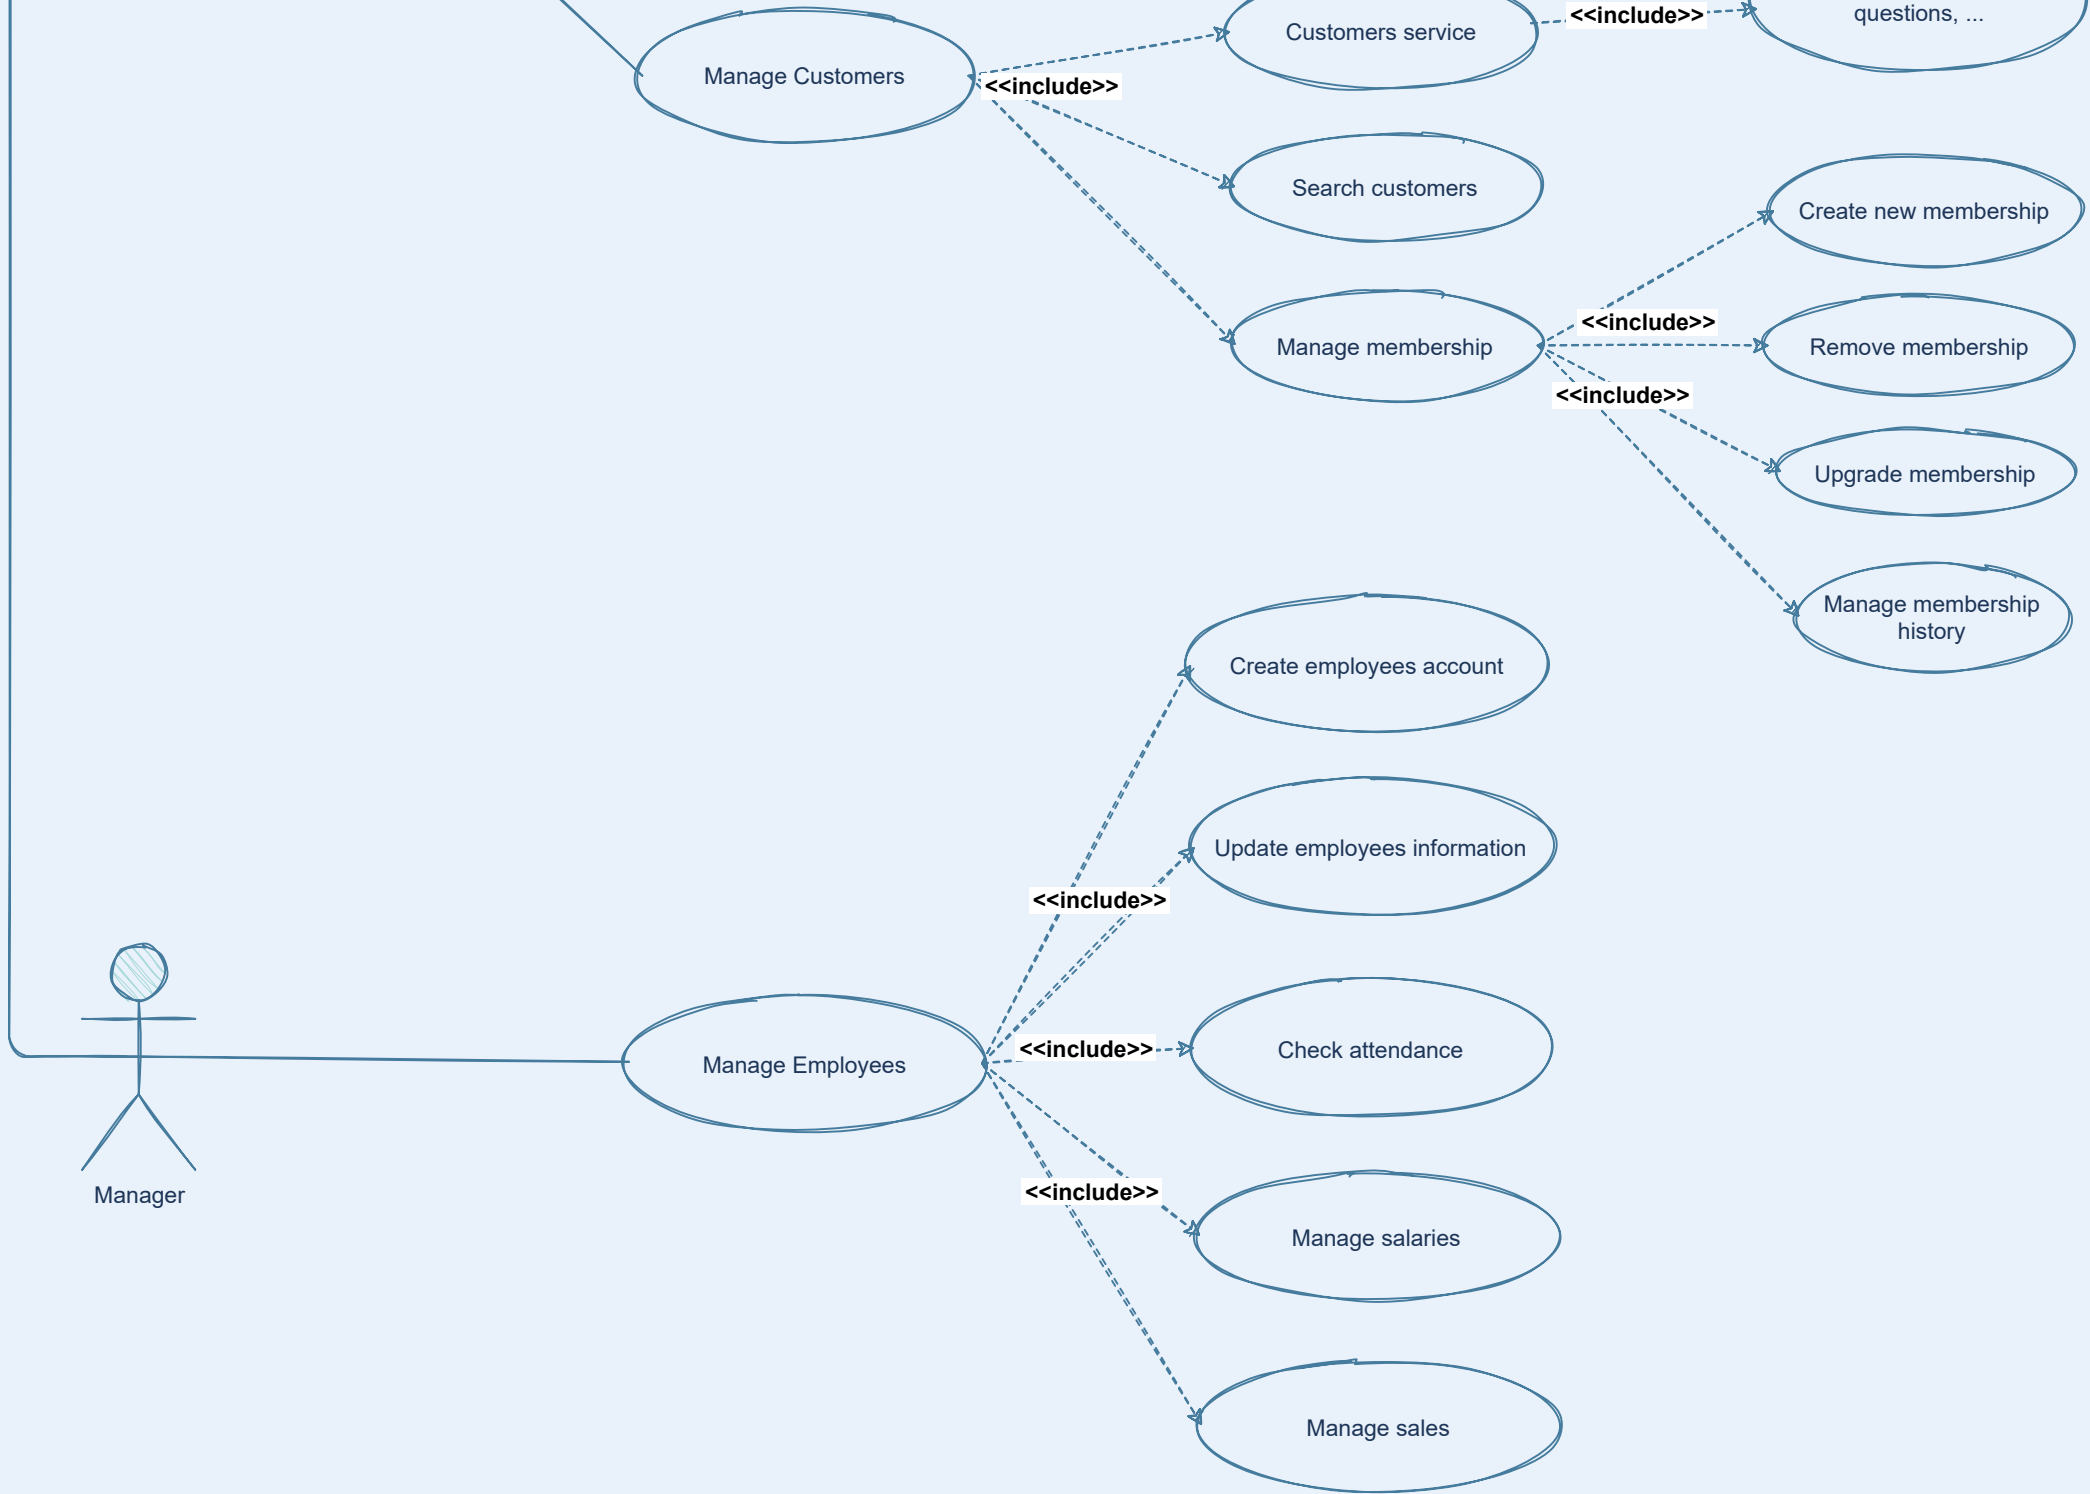 questions, ...
Customers service
<<include>>
Manage Customers
<<include>>
Search customers
Create new membership
<<include>>
Manage membership
Remove membership
<<include>>
Upgrade membership
Manage membership
history
Create employees account
Update employees information
<<include>>
<<include>>
Check attendance
Manage Employees
Manager
<<include>>
Manage salaries
Manage sales